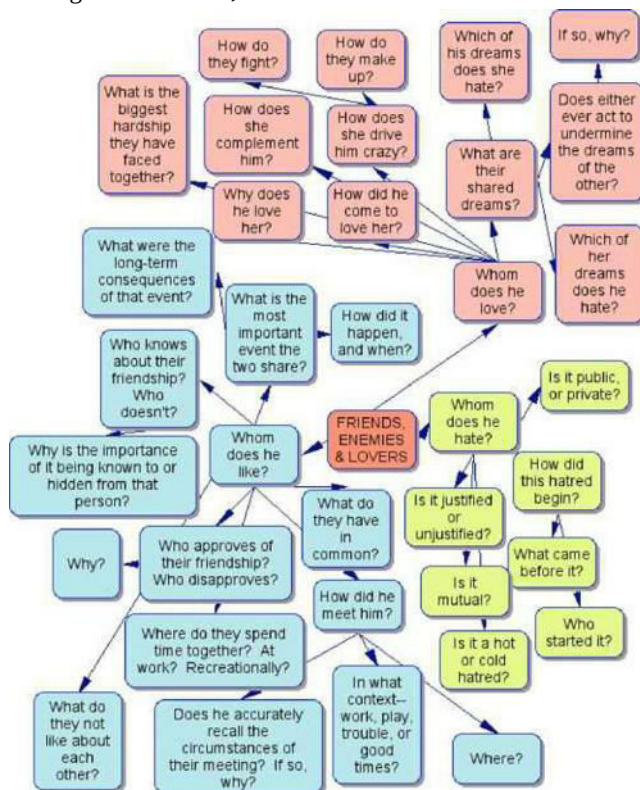 How do
they fight?
How do
they make
up?
Which of
his dreams
does she
hate?
If so, why?
What is the
biggest
hardship
they have
faced
together?
How does
she
complement
him?
How does
she drive
him crazy?
What are
their
shared
dreams?
Does either
ever act to
undermine
the dreams
of the
other?
Why does
he love
her?
How did he
come to
love her?
Whom
does he
love?
Which of
her dreams
does he
hate?
What were the
long-term
consequences
of that event?
What is the
most
important
event the
two share?
How did it
happen,
and when?
Who knows
about their
friendship?
Who
doesn't?
Why is the importance
of it being known to or
hidden from that
person?
Whom
does he
like?
FRIENDS,
ENEMIES
& LOVERS
Whom
does he
hate?
Is it public,
or private?
How did
this hatred
begin?
Is it justified
or
unjustified?
What came
before it?
Is it
mutual?
Who
started it?
Is it a hot
or cold
hatred?
Why?
Who approves of
their friendship?
Who disapproves?
What do
they have
in
common?
How did he
meet him?
Where do they spend
time together? At
work? Recreationally?
What do
they not
like about
each
other?
Does he accurately
recall the
circumstances of
their meeting? If so,
why?
In what
context--
work, play,
trouble, or
good
times?
Where?